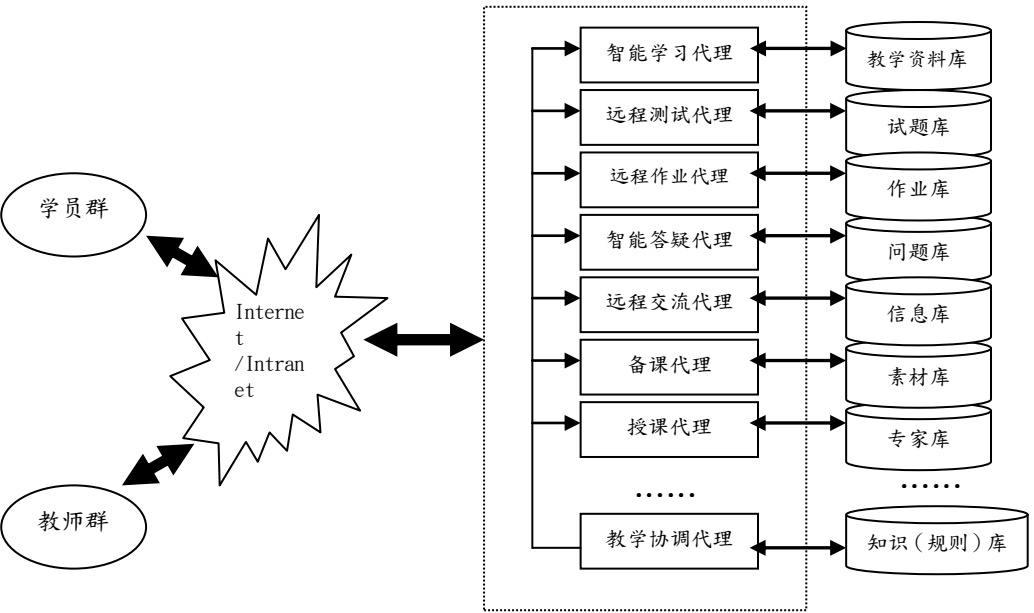 学员群
教师群
Interne
t
/Intran
et
智能学习代理
远程测试代理
远程作业代理
智能答疑代理
远程交流代理
备课代理
授课代理
……
教学协调代理
教学资料库
试题库
作业库
问题库
信息库
素材库
专家库
……
知识（规则）库